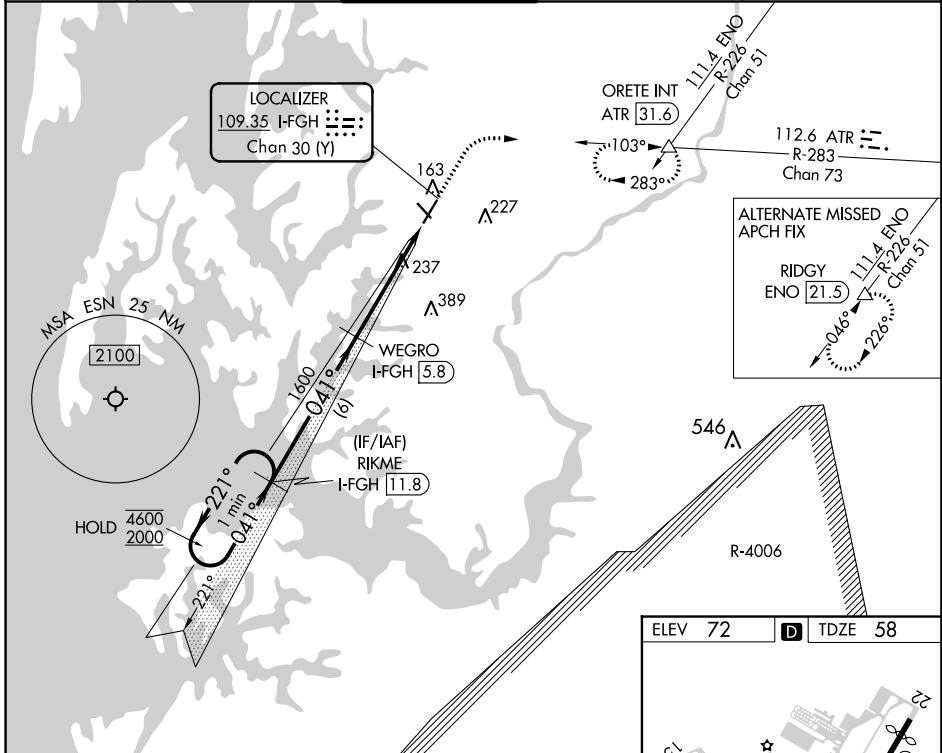 LOCALIZER
109.35 I-FGH
Chan 30 (Y)
163
227
237
389
ORETE INT
ATR 31.6
111.4 ENO
R-226
Chan 51
103°
283°
112.6 ATR
R-283
Chan 73
ALTERNATE MISSED
APCH FIX
RIDGY
ENO 21.5
111.4 ENO
R-226
Chan 51
046°
226°
MSA ESN 25 NM
2100
WEGRO
I-FGH 5.8
1600
041°
(6)
(IF/IAF)
RIKME
I-FGH 11.8
221°
1 min
041°
HOLD 4600
2000
221°
546
R-4006
ELEV 72 D TDZE 58
22